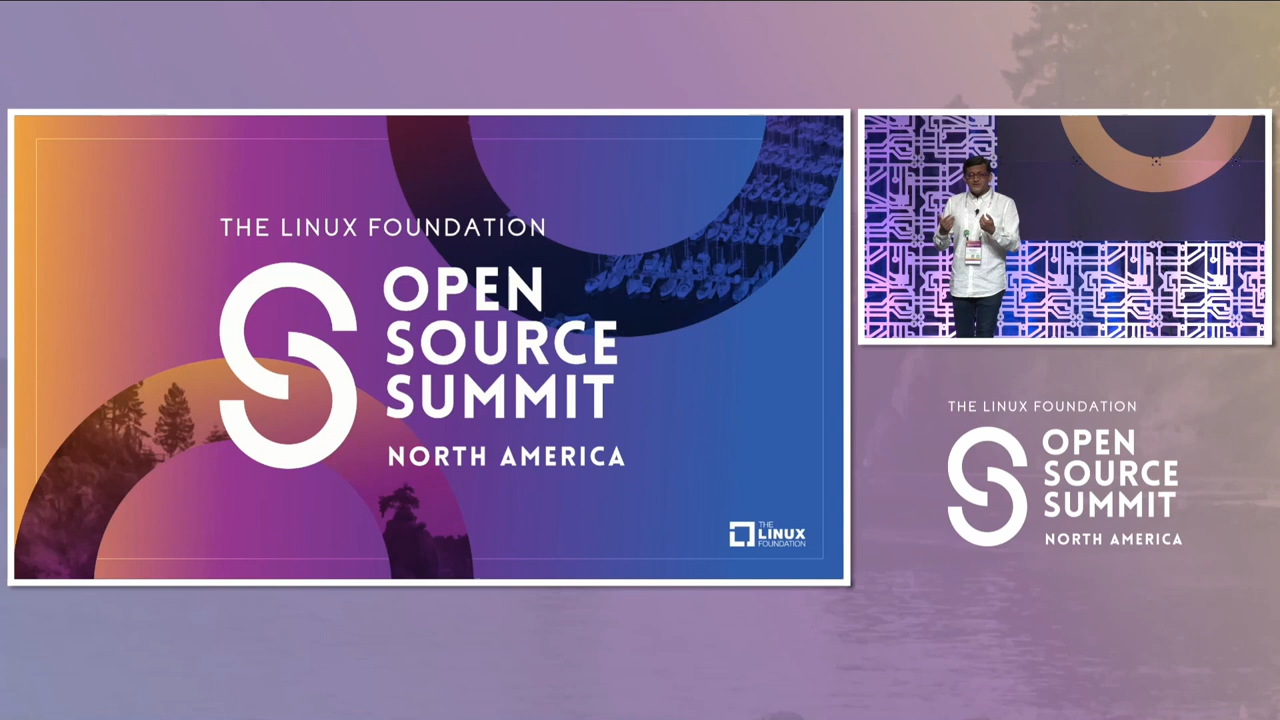 THE LINUX FOUNDATION
OPEN
SOURCE
SUMMIT
NORTH AMERICA
THE
LINUX
FOUNDATION
THE LINUX FOUNDATION
OPEN
SOURCE
SUMMIT
NORTH AMERICA